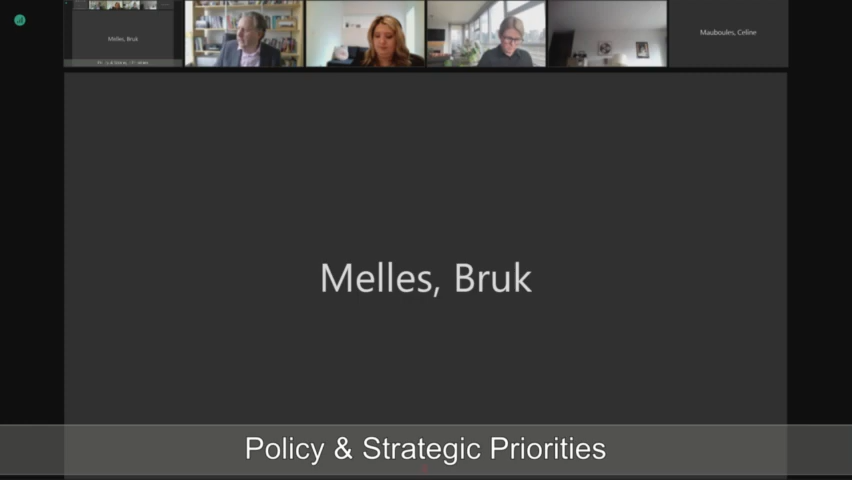 Melles, Bruk
Mauboules, Celine
Melles, Bruk
Policy & Strategic Priorities